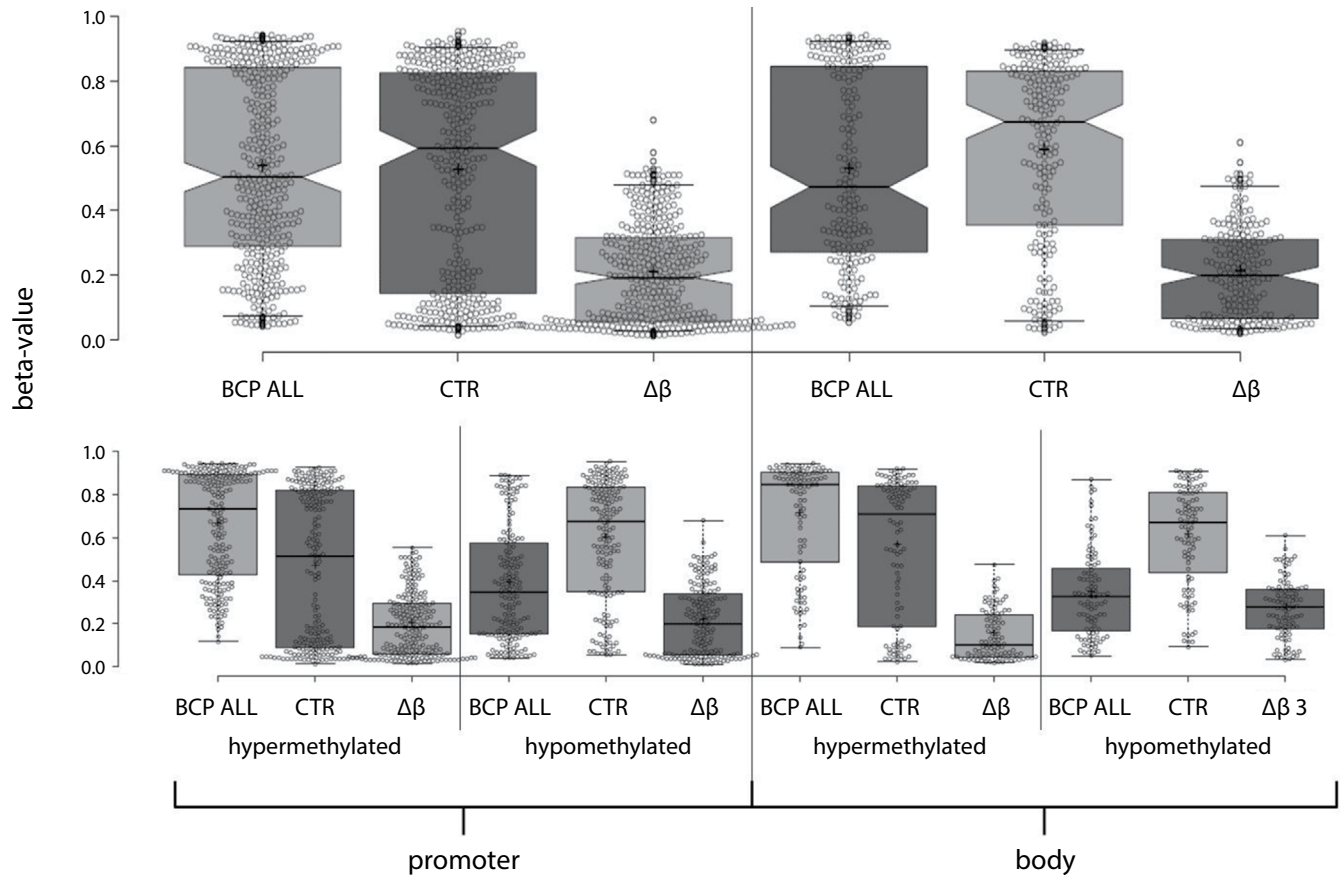 beta-value
1.0
0.8
0.6
0.4
0.2
0.0
BCP ALL CTR Δβ BCP ALL CTR Δβ
1.0
0.8
0.6
0.4
0.2
0.0
BCP ALL CTR Δβ BCP ALL CTR Δβ BCP ALL CTR Δβ BCP ALL CTR Δβ 3
hypermethylated hypomethylated hypermethylated hypomethylated
promoter body